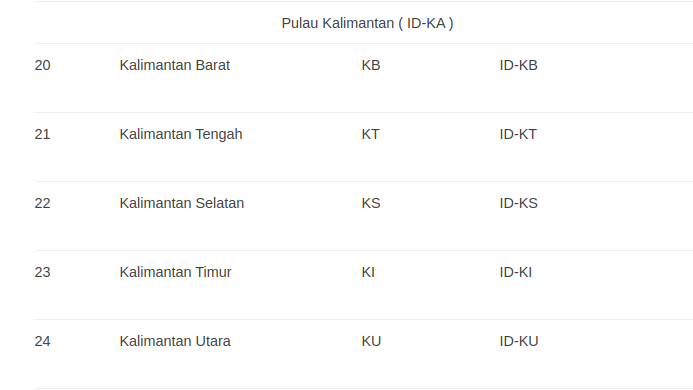 Pulau Kalimantan ( ID-KA )
20 Kalimantan Barat KB ID-KB
21 Kalimantan Tengah KT ID-KT
22 Kalimantan Selatan KS ID-KS
23 Kalimantan Timur KI ID-KI
24 Kalimantan Utara KU ID-KU